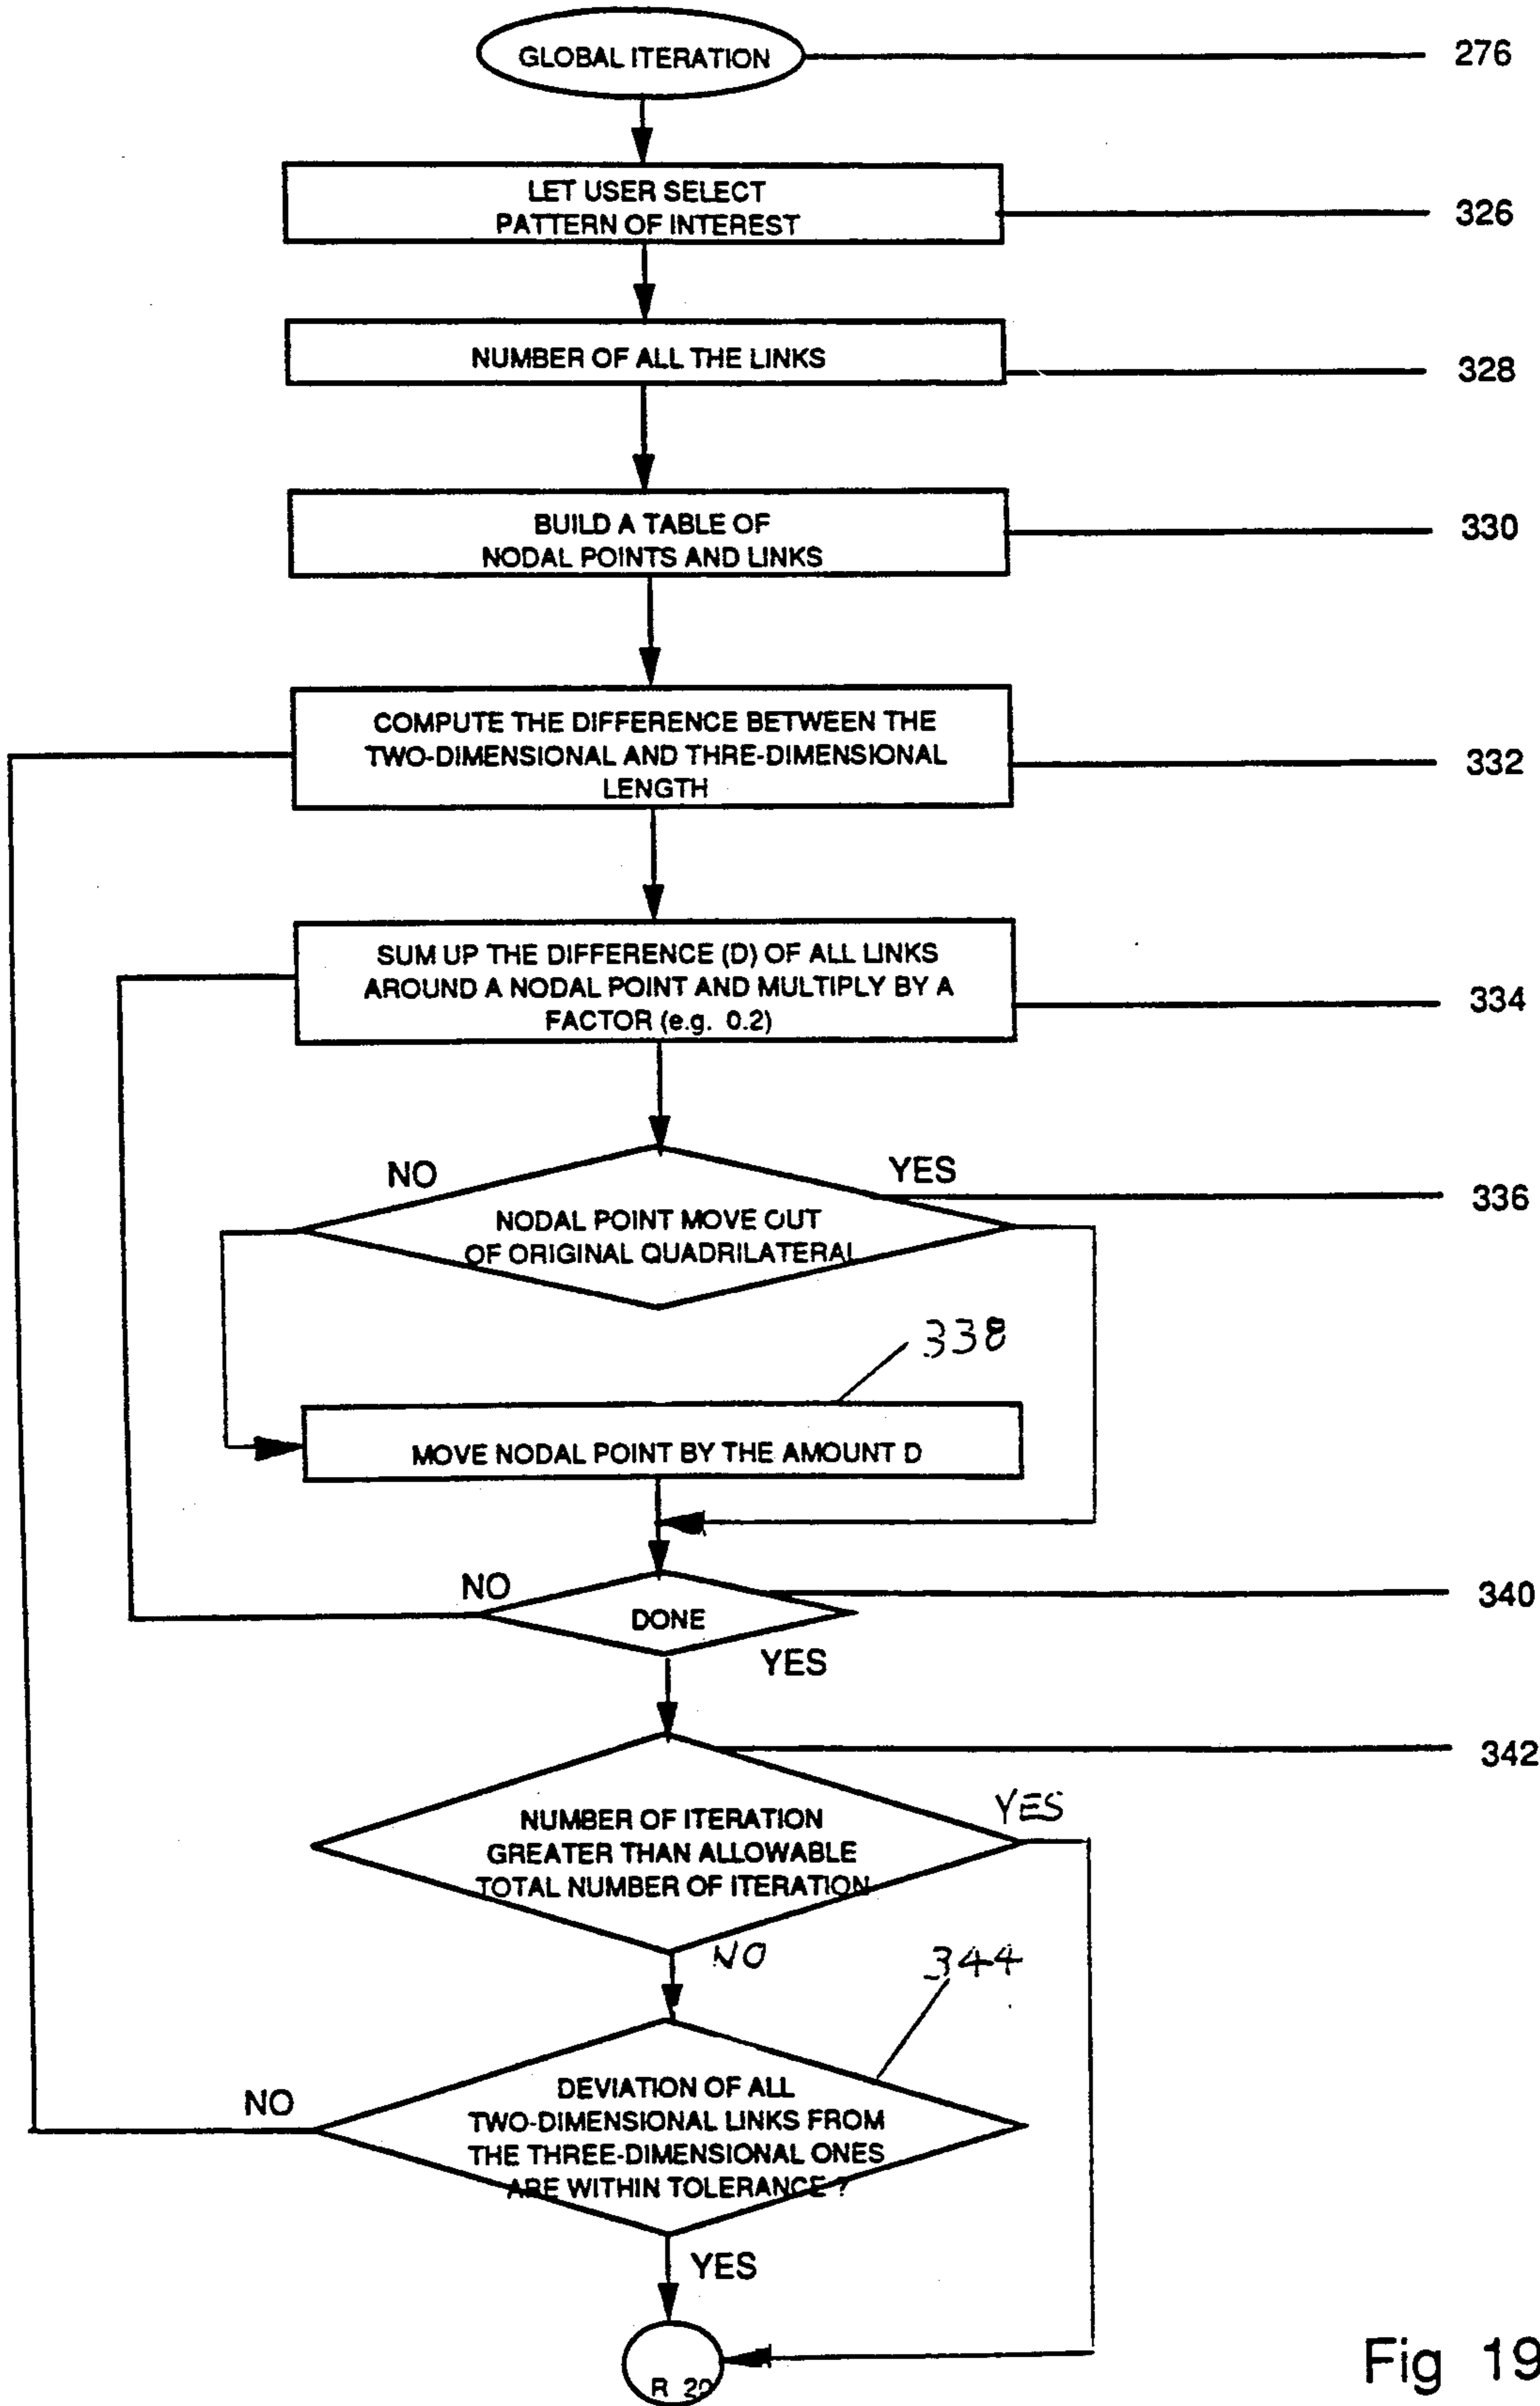 GLOBAL ITERATION
276
LET USER SELECT
PATTERN OF INTEREST
326
NUMBER OF ALL THE LINKS
328
BUILD A TABLE OF
NODAL POINTS AND LINKS
330
COMPUTE THE DIFFERENCE BETWEEN THE
TWO-DIMENSIONAL AND THRE-DIMENSIONAL
LENGTH
332
SUM UP THE DIFFERENCE (D) OF ALL LINKS
AROUND A NODAL POINT AND MULTIPLY BY A
FACTOR (e.g. 0.2)
334
NO
YES
336
NODAL POINT MOVE OUT
OF ORIGINAL QUADRILATERAL
338
MOVE NODAL POINT BY THE AMOUNT D
NO
340
DONE
YES
342
YES
NUMBER OF ITERATION
GREATER THAN ALLOWABLE
TOTAL NUMBER OF ITERATION
NO
344
NO
DEVIATION OF ALL
TWO-DIMENSIONAL LINKS FROM
THE THREE-DIMENSIONAL ONES
ARE WITHIN TOLERANCE ?
YES
R 20
Fig 19